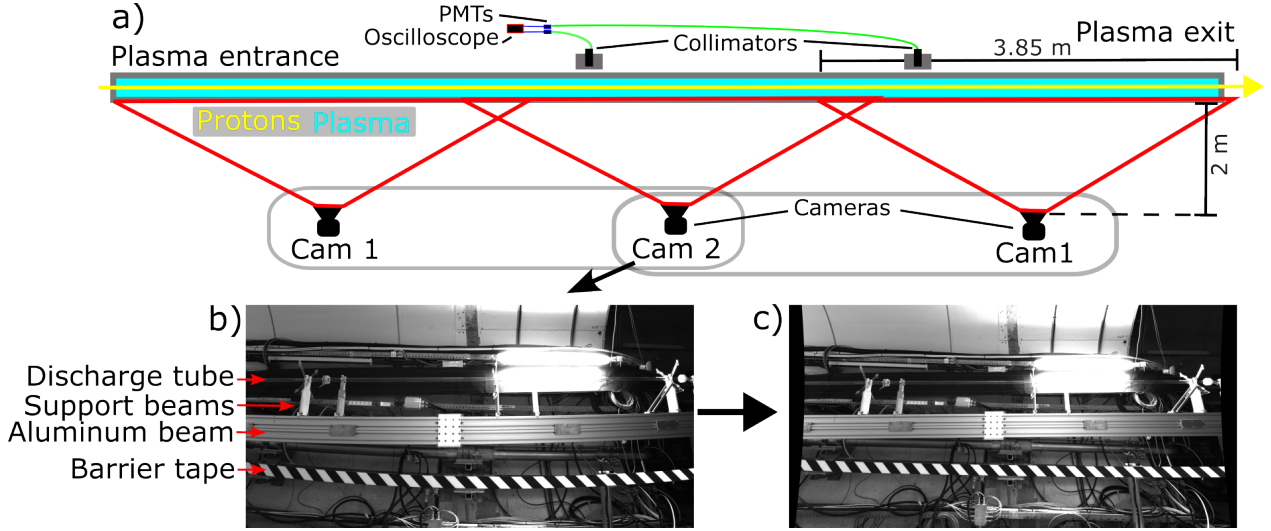 a)
PMTs
Oscilloscope
Collimators
3.85 m
Plasma exit
Plasma entrance
Protons Plasma
2 m
Cameras
Cam 1
Cam 2
Cam1
b)
c)
Discharge tube
Support beams
Aluminum beam
Barrier tape